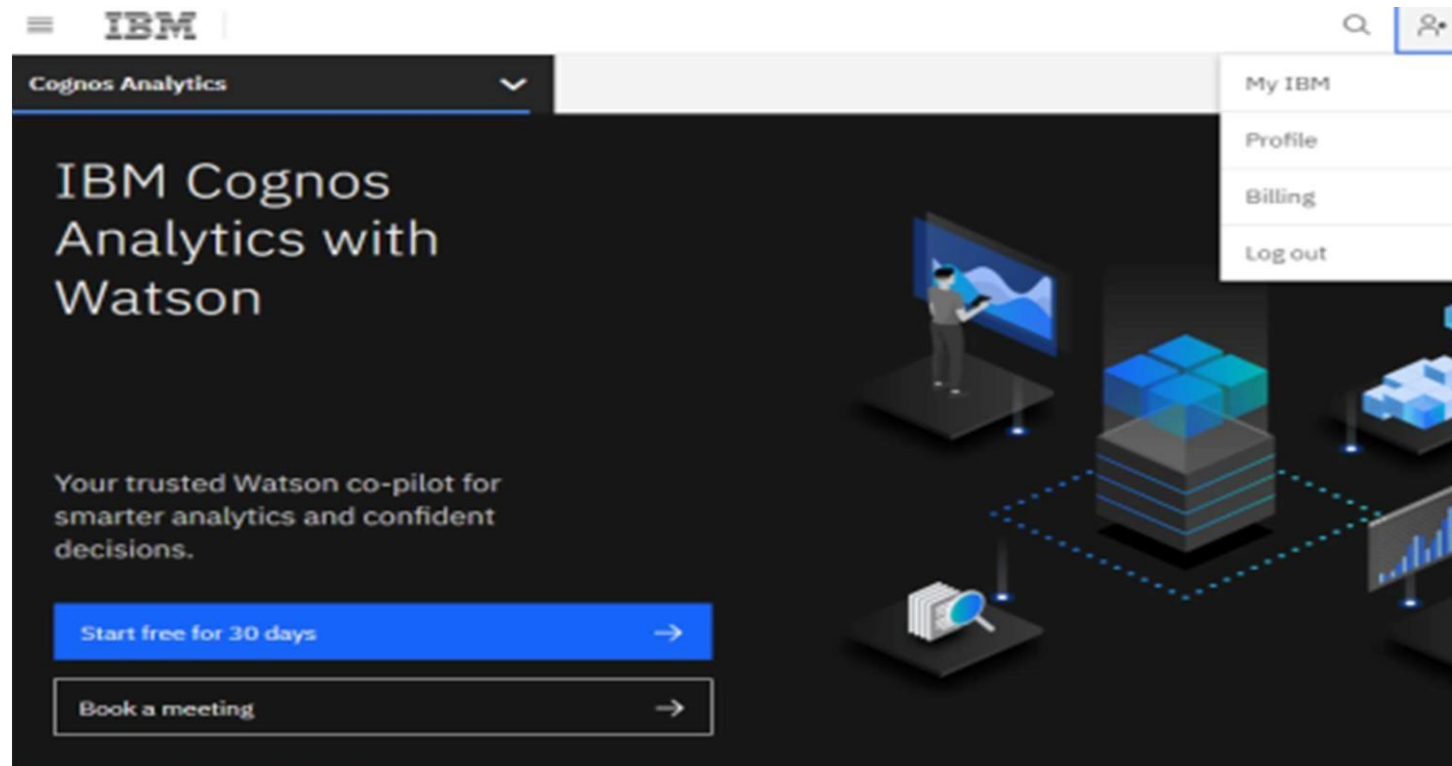 IBM
Cognos Analytics
My IBM
Profile
Billing
Log out
IBM Cognos
Analytics with
Watson
Your trusted Watson co-pilot for
smarter analytics and confident
decisions.
Start free for 30 days
Book a meeting